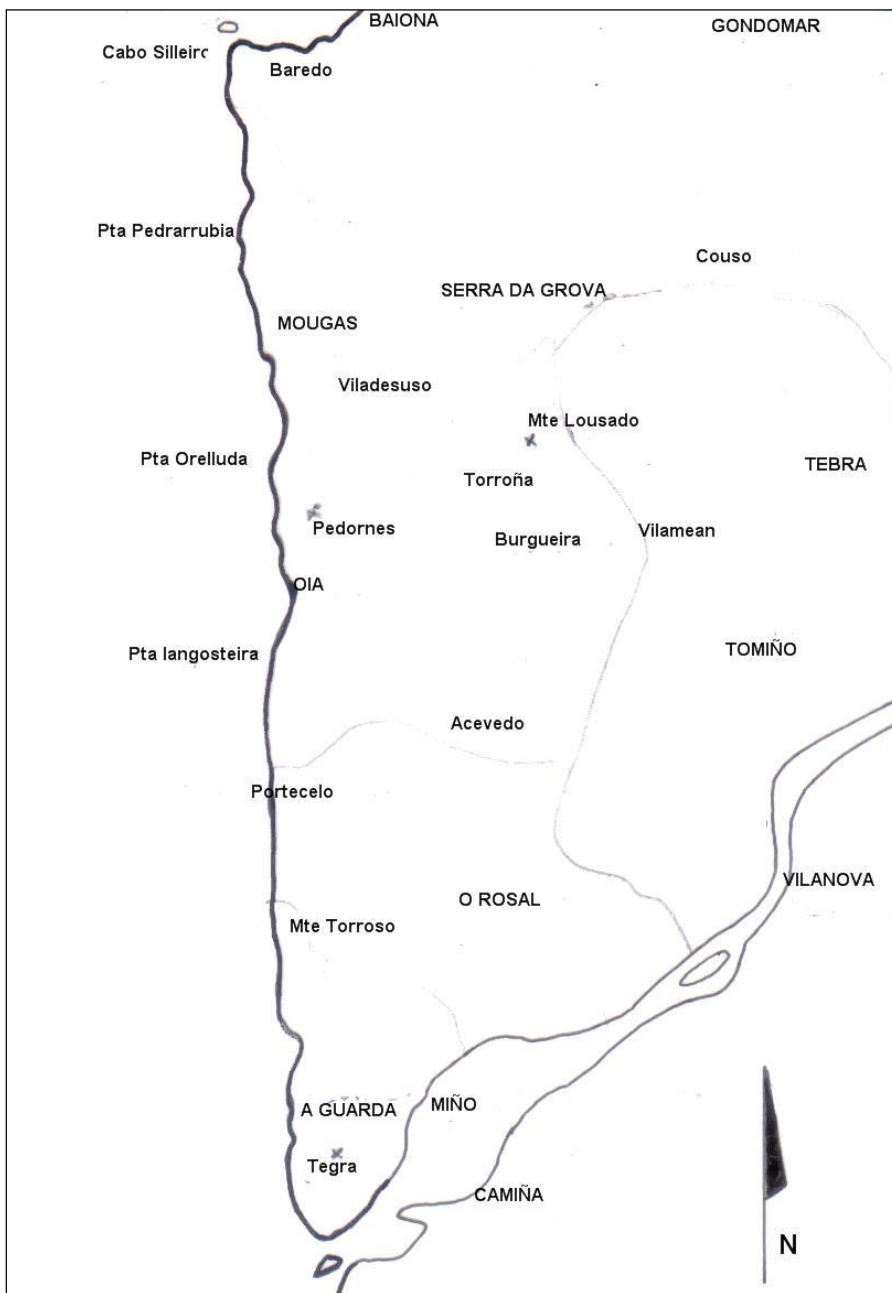 BAIONA
GONDOMAR
Cabo Silleiro
Baredo
Pta Pedrarrubia
Couso
SERRA DA GROVA
MOUGAS
Viladesuso
Mte Lousado
Pta Orelluda
TEBRA
Torroña
Pedornes
Burgueira
Vilamean
OIA
Pta langosteira
TOMIÑO
Acevedo
Portecelo
VILANOVA
O ROSAL
Mte Torroso
A GUARDA
MIÑO
Tegra
CAMIÑA
N